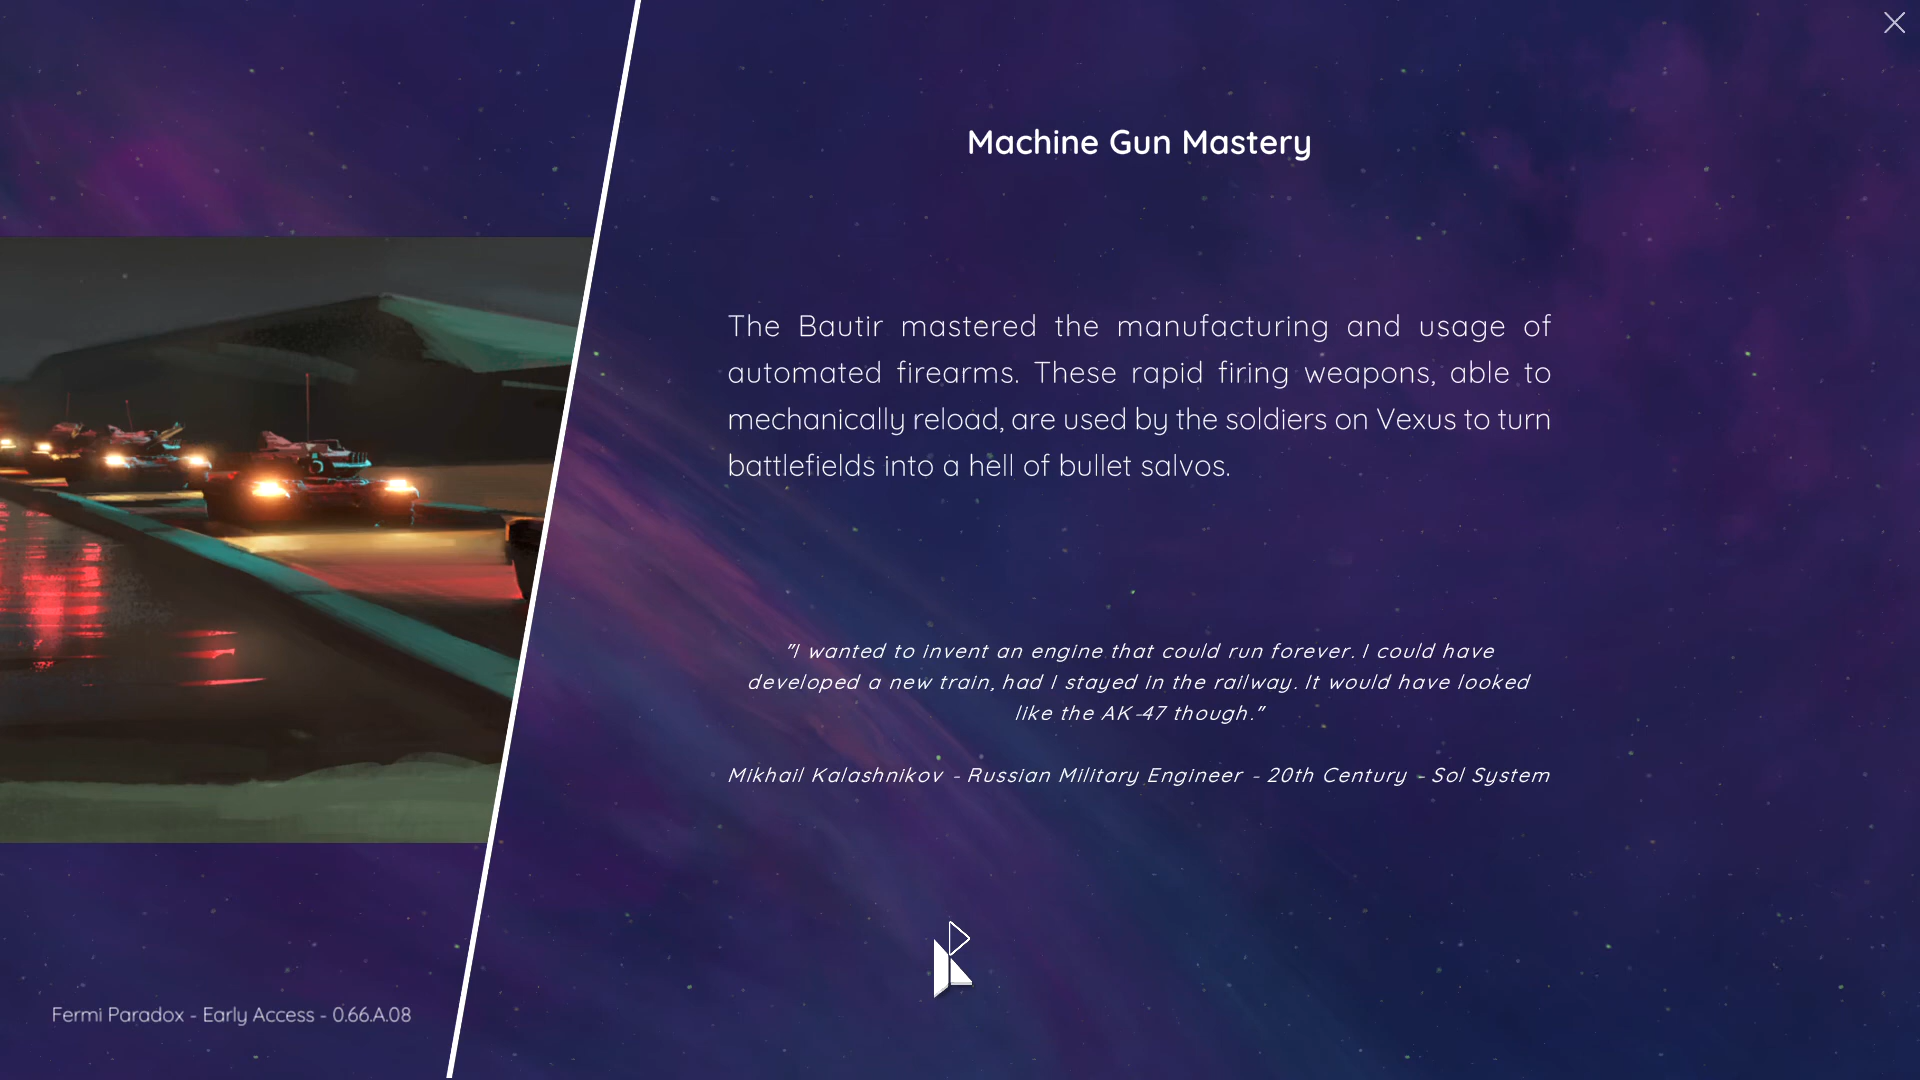 Machine Gun Mastery
The Bautir mastered the manufacturing and usage of
automated firearms. These rapid firing weapons, able to
mechanically reload, are used by the soldiers on Vexus to turn
battlefields into a hell of bullet salvos.
"I wanted to invent an engine that could run forever. I could have
developed a new train, had I stayed in the railway. It would have looked
like the AK-47 though."
Mikhail Kalashnikov - Russian Military Engineer - 20th Century - Sol System
Fermi Paradox - Early Access - 0.66.A.08